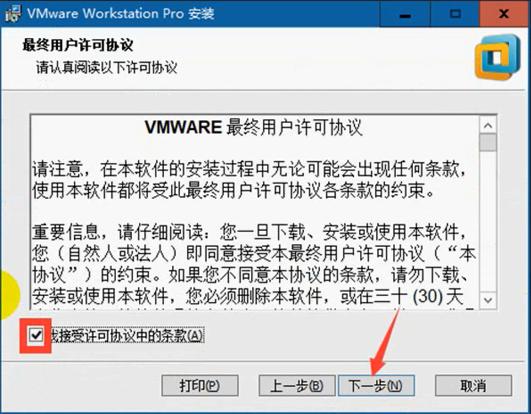 VMware Workstation Pro 安装
最终用户许可协议
请认真阅读以下许可协议
VMWARE 最终用户许可协议
请注意，在本软件的安装过程中无论可能会出现任何条款，
使用本软件都将受此最终用户许可协议各条款的约束。
重要信息，请仔细阅读：您一旦下载、安装或使用本软件，
您（自然人或法人）即同意接受本最终用户许可协议（“本
协议”）的约束。如果您不同意本协议的条款，请勿下载、
安装或使用本软件，您必须删除本软件，或在三十 (30) 天
我接受许可协议中的条款(A)
打印(P)
上一步(B)
下一步(N)
取消